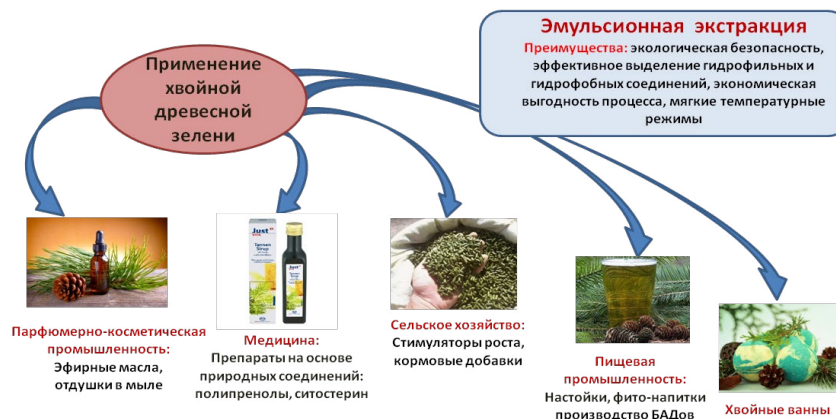 Применение
хвойной
древесной
зелени
Эмульсионная экстракция
Преимущества: экологическая безопасность,
эффективное выделение гидрофильных и
гидрофобных соединений, экономическая
выгодность процесса, мягкие температурные
режимы
Just
Just
Парфюмерно-косметическая
промышленность:
Эфирные масла,
отдушки в мыле
Медицина:
Препараты на основе
природных соединений:
полипренолы, ситостерин
Сельское хозяйство:
Стимуляторы роста,
кормовые добавки
Пищевая
промышленность:
Настойки, фито-напитки
производство БАДов
Хвойные ванны